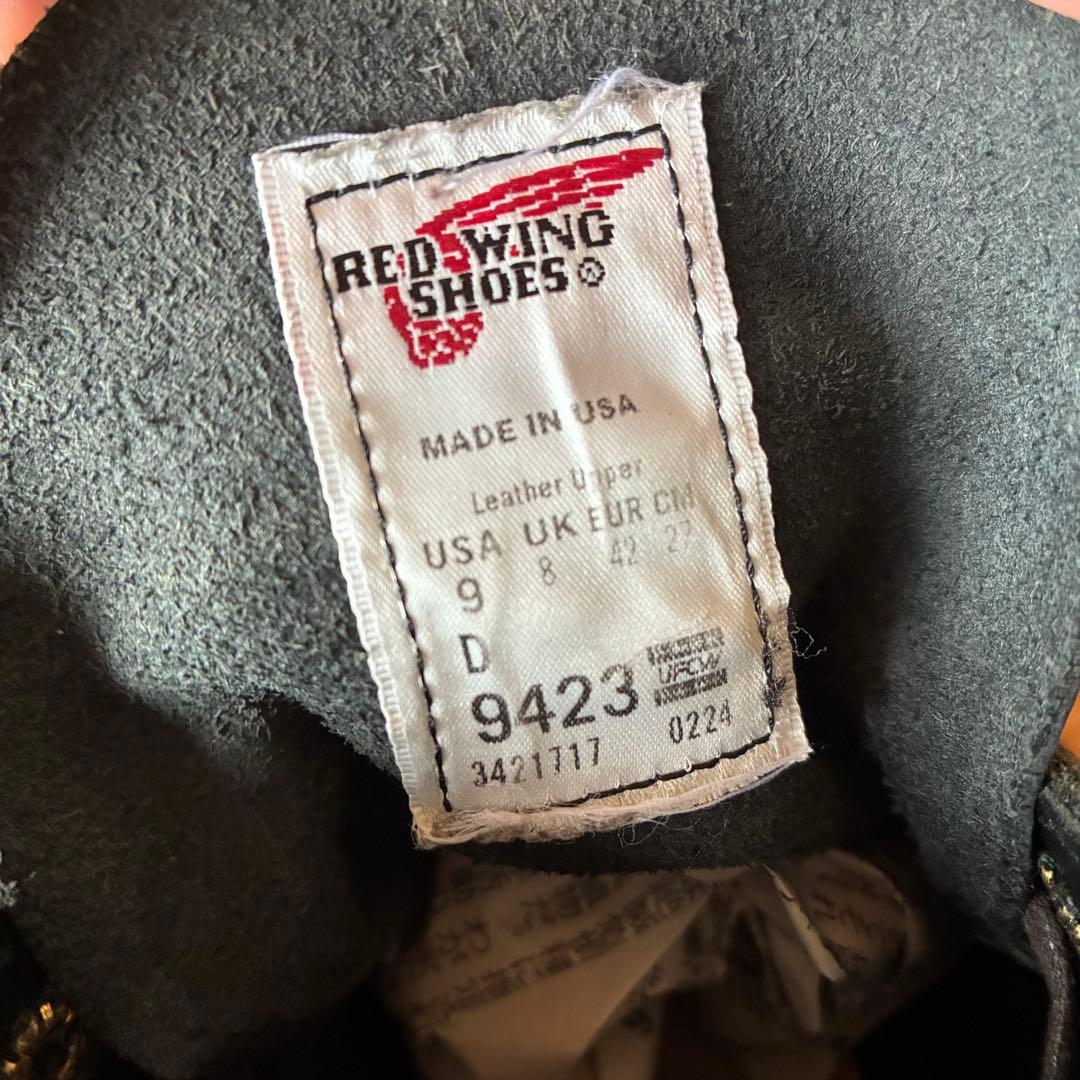 RED WING
SHOES®
MADE IN USA
Leather Upper
USA UK EUR CM
9 8 42 27
D
9423 UFCW
3421717 0224